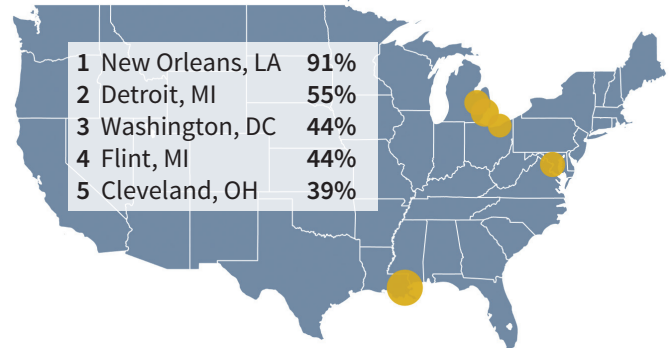 1 New Orleans, LA 91%
2 Detroit, MI 55%
3 Washington, DC 44%
4 Flint, MI 44%
5 Cleveland, OH 39%